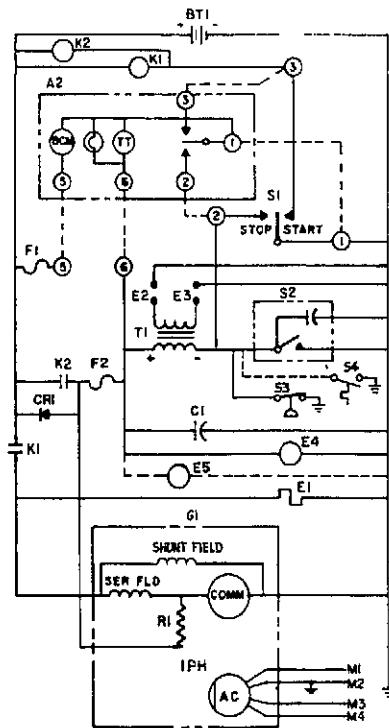 BT1
+ -
K2
K1
3
A2
3
BCM
TT
1
5
6
2
S1
2
STOP START
1
F1
5
6
E2 E3
S2
T1
+ -
K2
F2
S4
S3
CR1
C1
E4
K1
E5
E1
G1
SHUNT FIELD
SER FLD
COMM
R1
1PH
AC
M1
M2
M3
M4